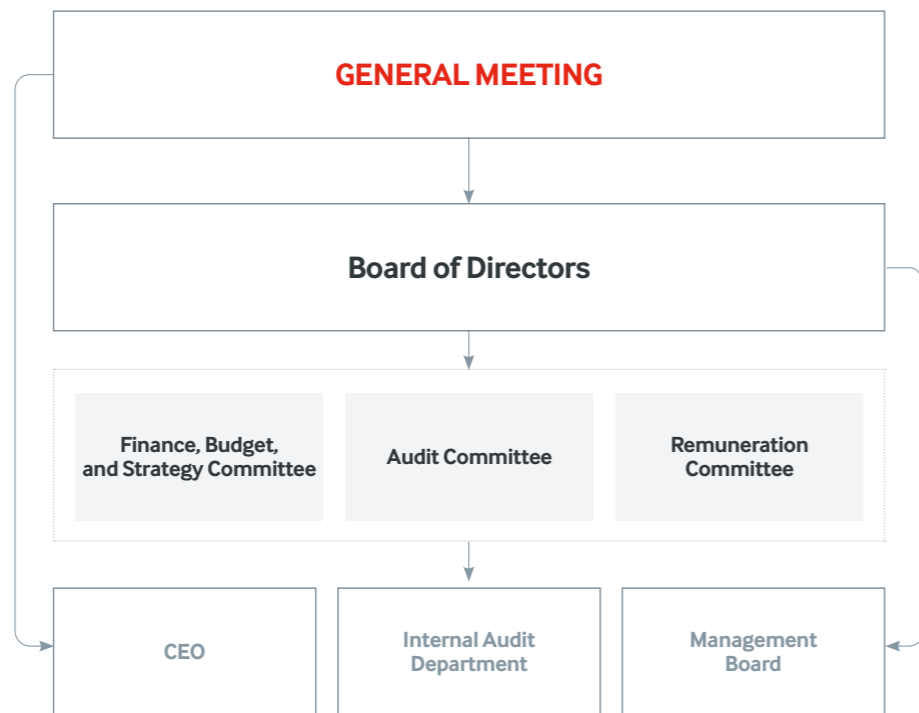 GENERAL MEETING
Board of Directors
Finance, Budget,
and Strategy Committee
Audit Committee
Remuneration
Committee
CEO
Internal Audit
Department
Management
Board